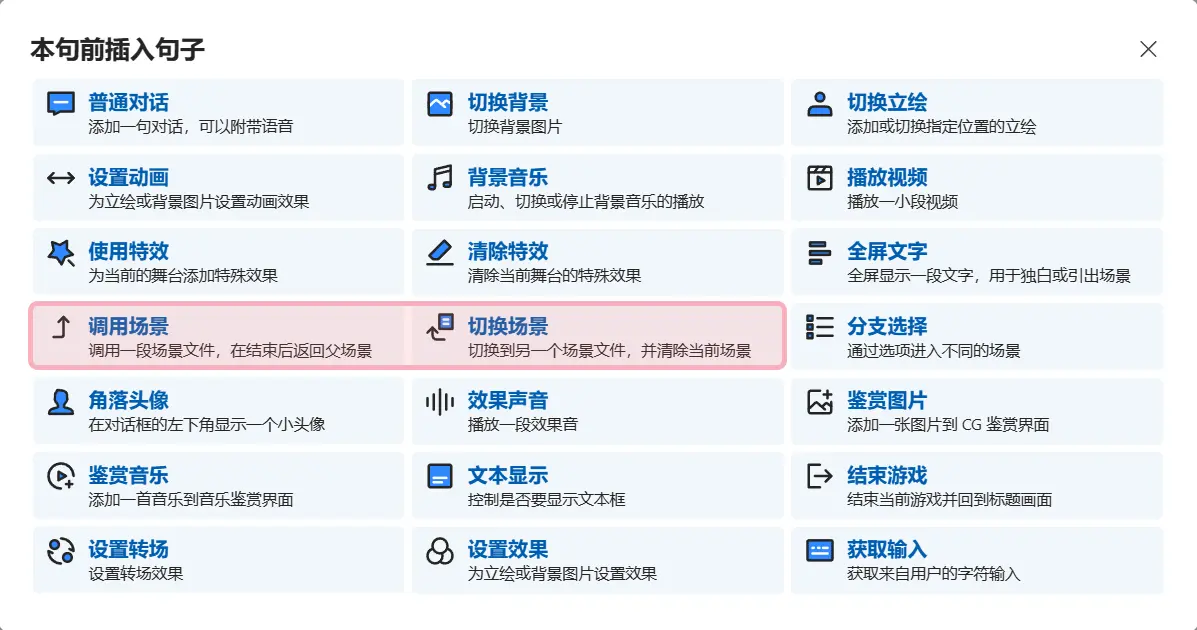 本句前插入句子
普通对话
添加一句对话，可以附带语音
切换背景
切换背景图片
切换立绘
添加或切换指定位置的立绘
设置动画
为立绘或背景图片设置动画效果
背景音乐
启动、切换或停止背景音乐的播放
播放视频
播放一小段视频
使用特效
为当前的舞台添加特殊效果
清除特效
清除当前舞台的特殊效果
全屏文字
全屏显示一段文字，用于独白或引出场景
调用场景
调用一段场景文件，在结束后返回父场景
切换场景
切换到另一个场景文件，并清除当前场景
分支选择
通过选项进入不同的场景
角落头像
在对话框的左下角显示一个小头像
效果声音
播放一段效果音
鉴赏图片
添加一张图片到 CG 鉴赏界面
鉴赏音乐
添加一首音乐到音乐鉴赏界面
文本显示
控制是否要显示文本框
结束游戏
结束当前游戏并回到标题画面
设置转场
设置转场效果
设置效果
为立绘或背景图片设置效果
获取输入
获取来自用户的字符输入